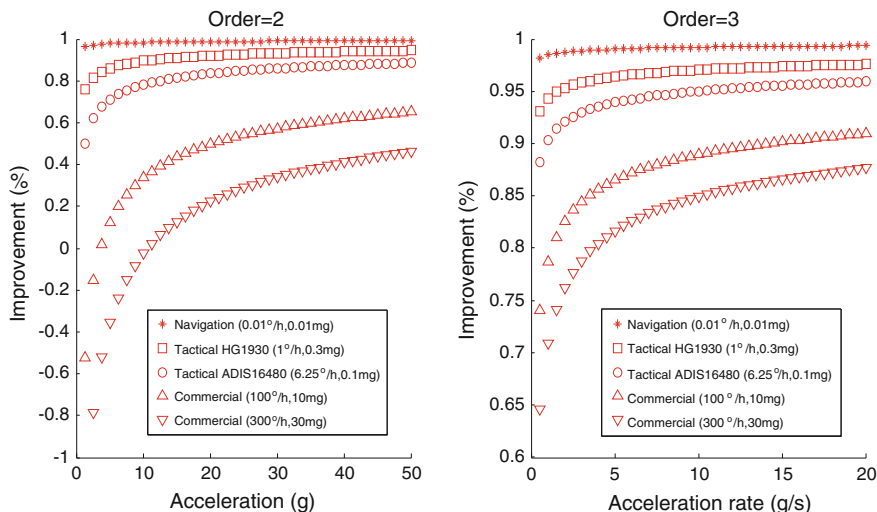 Order=2
1
0.8
0.6
0.4
0.2
0
-0.2
-0.4
-0.6
-0.8
-1
Improvement (%)
Navigation (0.01°/h,0.01mg)
Tactical HG1930 (1°/h,0.3mg)
Tactical ADIS16480 (6.25°/h,0.1mg)
Commercial (100°/h,10mg)
Commercial (300°/h,30mg)
0 10 20 30 40 50
Acceleration (g)
Order=3
1
0.95
0.9
0.85
0.8
0.75
0.7
0.65
0.6
Improvement (%)
Navigation (0.01°/h,0.01mg)
Tactical HG1930 (1°/h,0.3mg)
Tactical ADIS16480 (6.25°/h,0.1mg)
Commercial (100°/h,10mg)
Commercial (300°/h,30mg)
0 5 10 15 20
Acceleration rate (g/s)